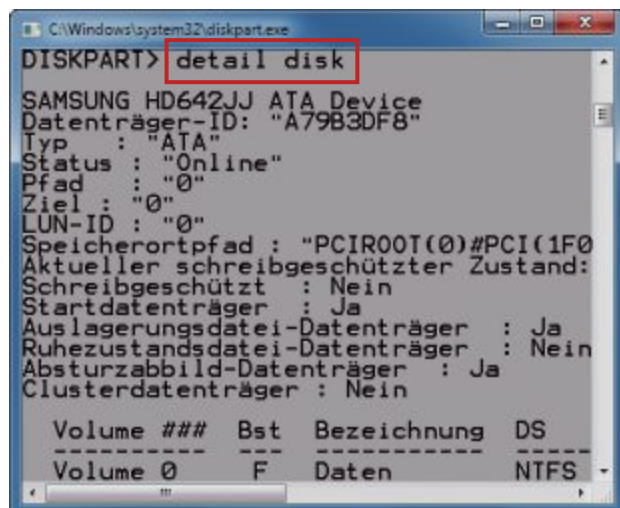 C:\Windows\system32\diskpart.exe
DISKPART> detail disk
SAMSUNG HD642JJ ATA Device
Datenträger-ID: "A79B3DF8"
Typ : "ATA"
Status : "Online"
Pfad : "0"
Ziel : "0"
LUN-ID : "0"
Speicherortpfad : "PCIROOT(0)#PCI(1F0
Aktueller schreibgeschützter Zustand:
Schreibgeschützt : Nein
Startdatenträger : Ja
Auslagerungsdatei-Datenträger : Ja
Ruhezustandsdatei-Datenträger : Nein
Absturzabbild-Datenträger : Ja
Clusterdatenträger : Nein
Volume ### Bst Bezeichnung DS
---------- --- ----------- -----
Volume 0 F Daten NTFS